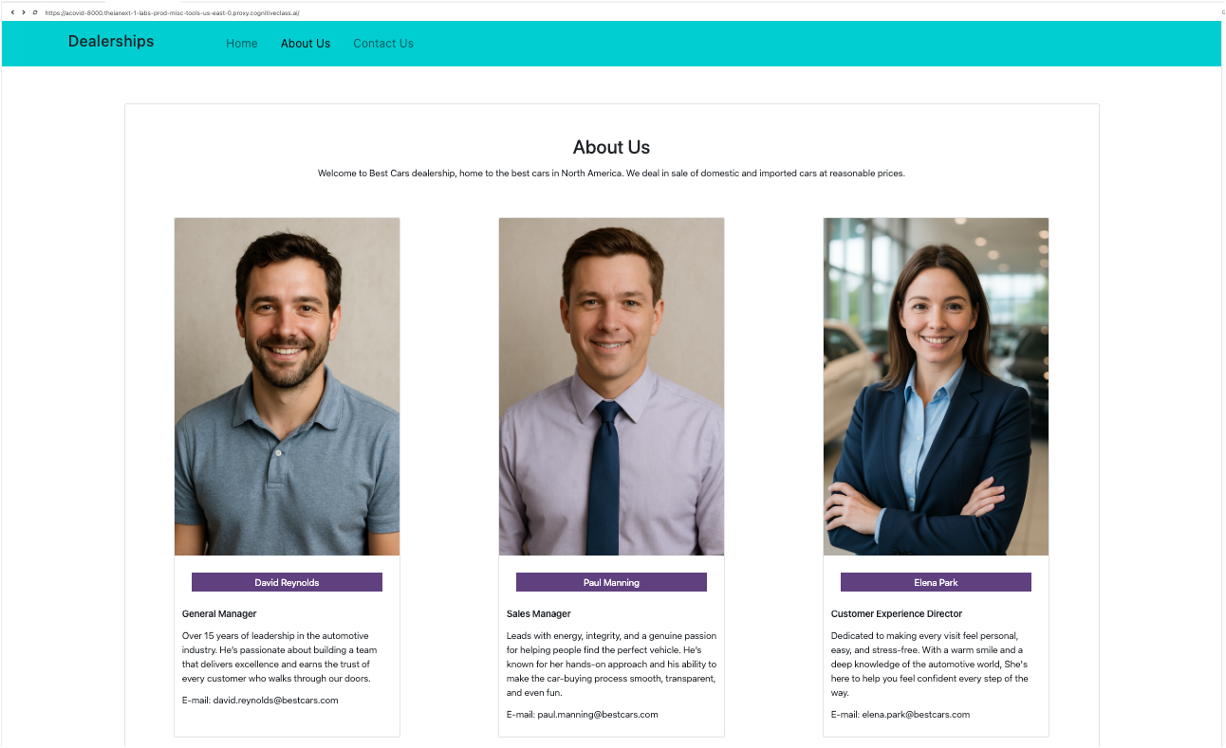 https://acovid-8000.theianext-1-labs-prod-misc-tools-us-east-0.proxy.cognitiveclass.ai/
Dealerships
Home
About Us
Contact Us
About Us
Welcome to Best Cars dealership, home to the best cars in North America. We deal in sale of domestic and imported cars at reasonable prices.
David Reynolds
General Manager
Over 15 years of leadership in the automotive
industry. He's passionate about building a team
that delivers excellence and earns the trust of
every customer who walks through our doors.
E-mail: david.reynolds@bestcars.com
Paul Manning
Sales Manager
Leads with energy, integrity, and a genuine passion
for helping people find the perfect vehicle. He's
known for her hands-on approach and his ability to
make the car-buying process smooth, transparent,
and even fun.
E-mail: paul.manning@bestcars.com
Elena Park
Customer Experience Director
Dedicated to making every visit feel personal,
easy, and stress-free. With a warm smile and a
deep knowledge of the automotive world, She's
here to help you feel confident every step of the
way.
E-mail: elena.park@bestcars.com